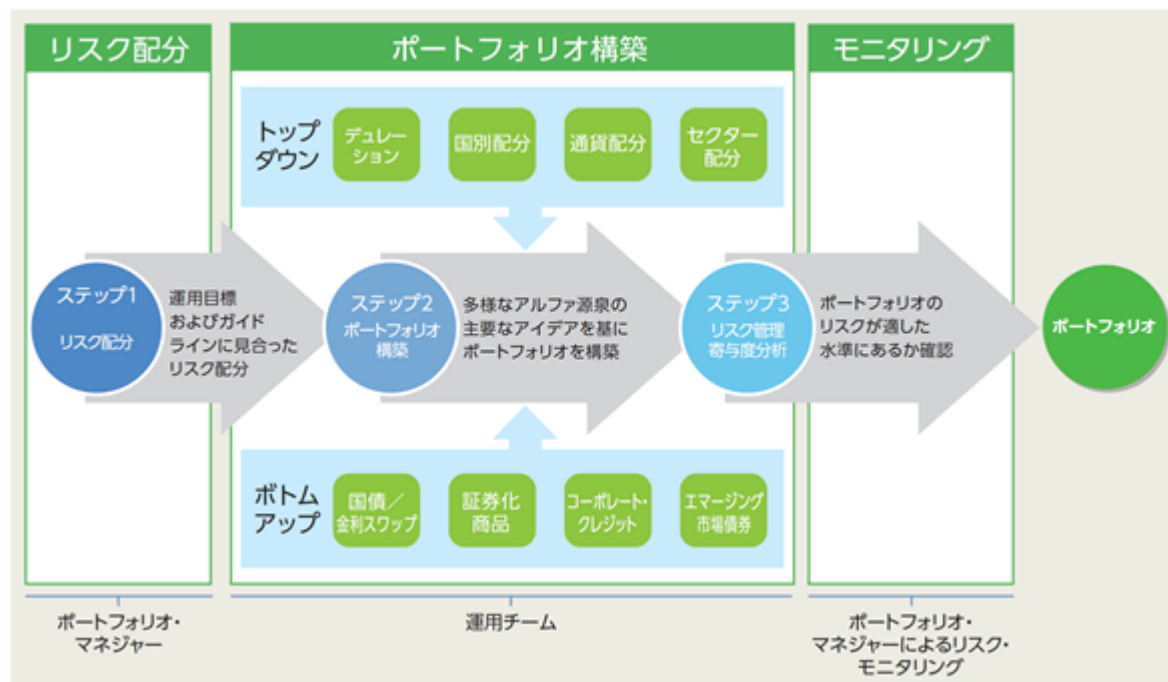 リスク配分
ポートフォリオ構築
モニタリング
トップ
ダウン
デュレー
ション
国別配分
通貨配分
セクター
配分
ステップ1
リスク配分
運用目標
およびガイド
ラインに見合った
リスク配分
ステップ2
ポートフォリオ
構築
多様なアルファ源泉の
主要なアイデアを基に
ポートフォリオを構築
ステップ3
リスク管理
寄与度分析
ポートフォリオの
リスクが適した
水準にあるか確認
ポートフォリオ
ボトム
アップ
国債／
金利スワップ
証券化
商品
コーポレート・
クレジット
エマージング
市場債券
ポートフォリオ・
マネジャー
運用チーム
ポートフォリオ・
マネジャーによるリスク・
モニタリング